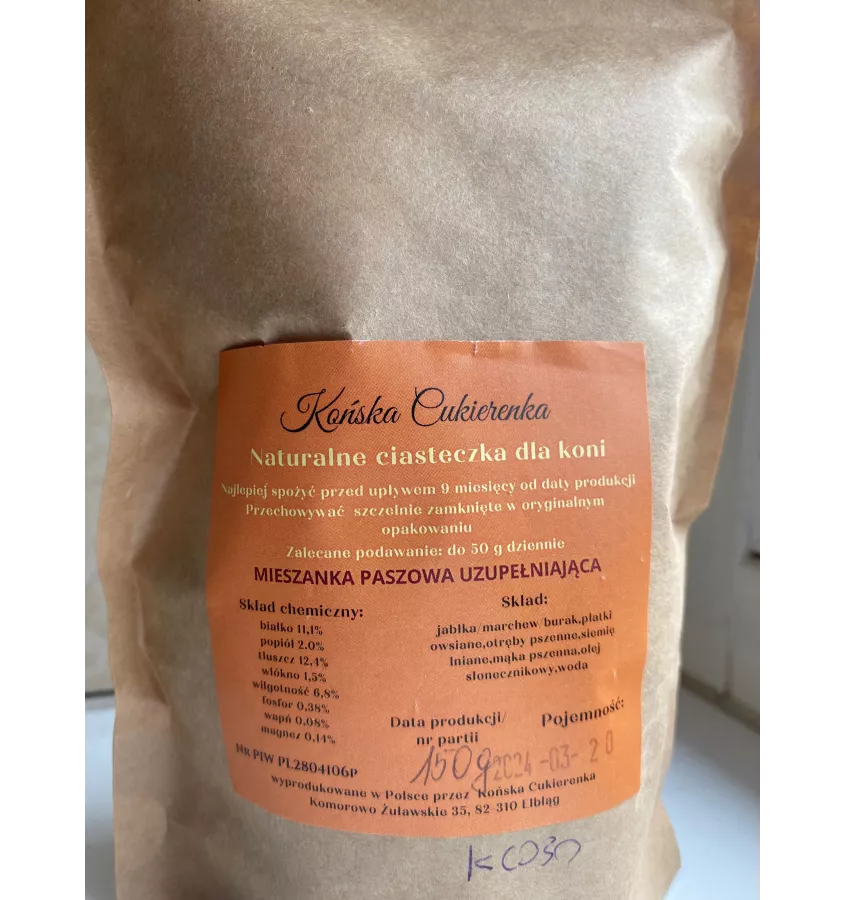 Końska Cukierenka
Naturalne ciasteczka dla koni
Najlepiej spożyć przed upływem 9 miesięcy od daty produkcji
Przechowywać szczelnie zamknięte w oryginalnym
opakowaniu
Zalecane podawanie: do 50 g dziennie
MIESZANKA PASZOWA UZUPEŁNIAJĄCA
Skład chemiczny:
białko 11,1%
popiół 2.0%
tłuszcz 12,4%
włókno 1,5%
wilgotność 6,8%
fosfor 0,38%
wapń 0,08%
magnez 0,14%
Skład:
jabłka/marchew/burak,płatki
owsiane,otręby pszenne,siemię
lniane,mąka pszenna,olej
słonecznikowy,woda
Data produkcji/
nr partii
Pojemność:
150g
2024-03-20
NR PIW PL2804106P
wyprodukowane w Polsce przez Końska Cukierenka
Komorowo Żuławskie 35, 82-310 Elbląg